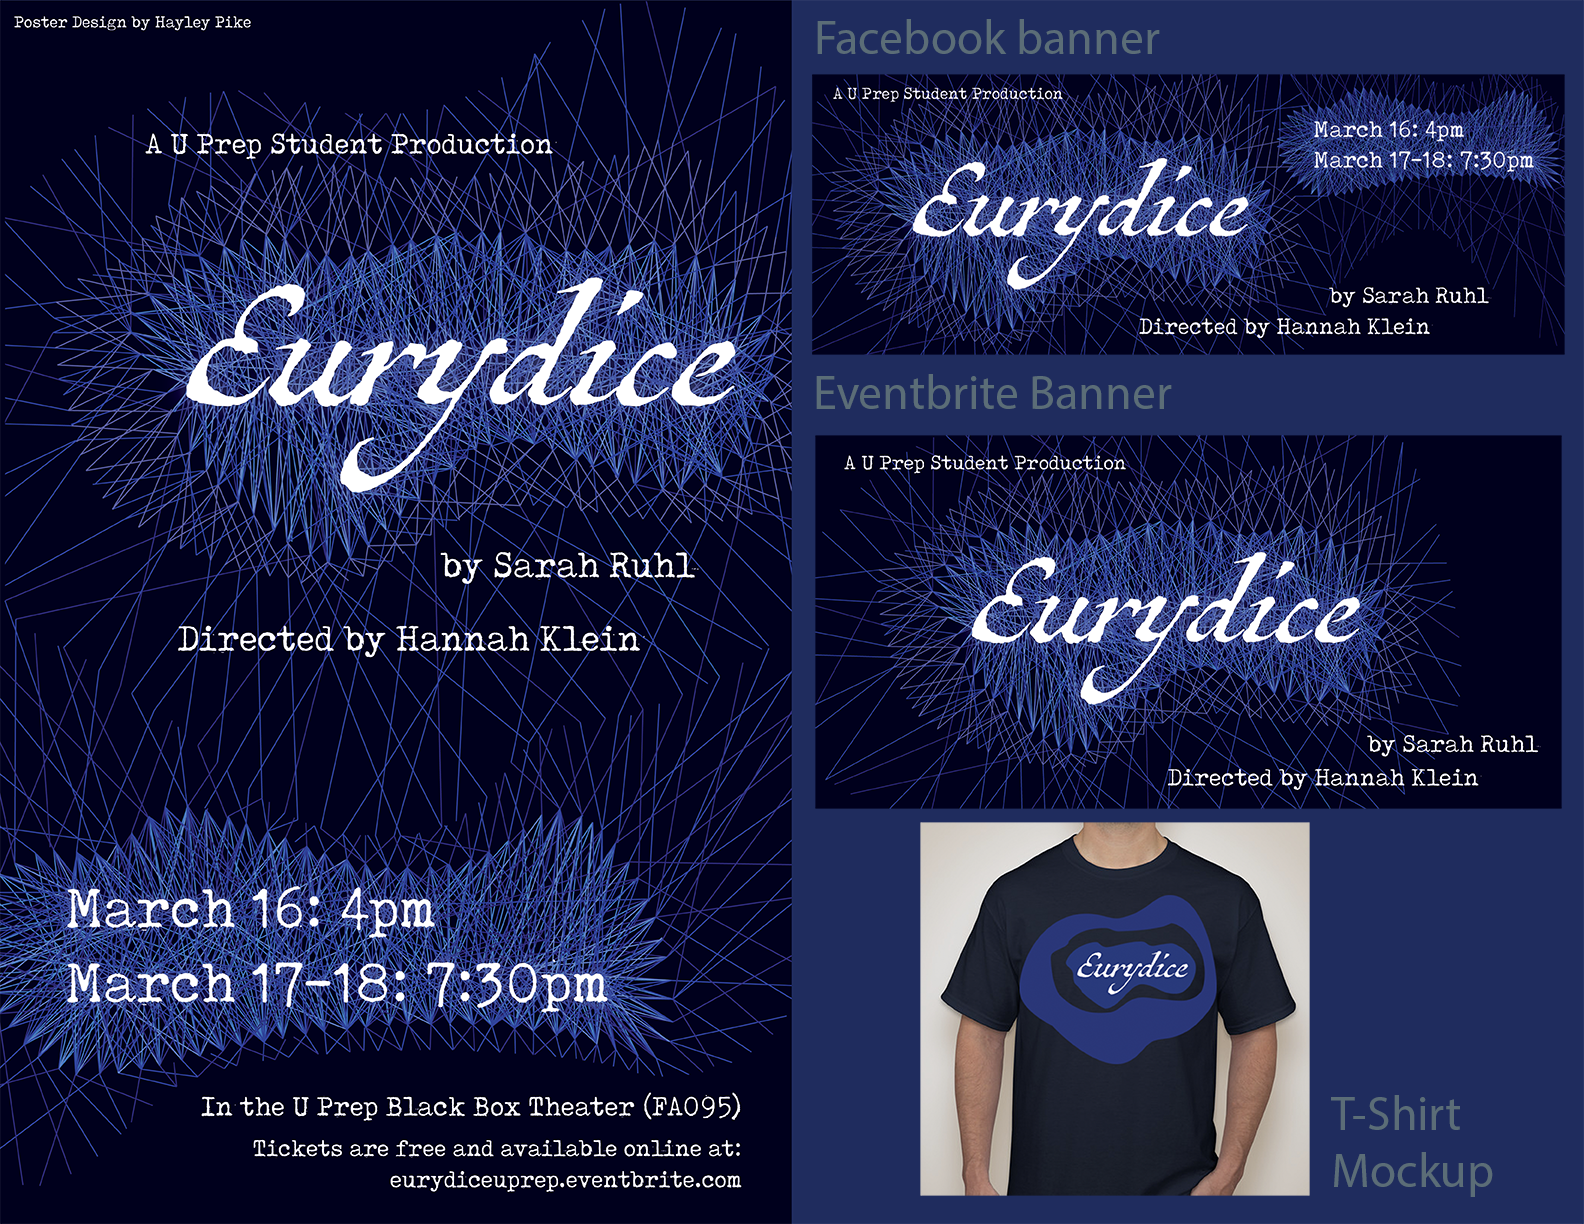 Poster Design by Hayley Pike
A U Prep Student Production
Eurydice
by Sarah Ruhl
Directed by Hannah Klein
March 16: 4pm
March 17-18: 7:30pm
In the U Prep Black Box Theater (FA095)
Tickets are free and available online at:
eurydiceuprep.eventbrite.com
Facebook banner
A U Prep Student Production
March 16: 4pm
March 17-18: 7:30pm
Eurydice
by Sarah Ruhl
Directed by Hannah Klein
Eventbrite Banner
A U Prep Student Production
Eurydice
by Sarah Ruhl
Directed by Hannah Klein
Eurydice
T-Shirt
Mockup